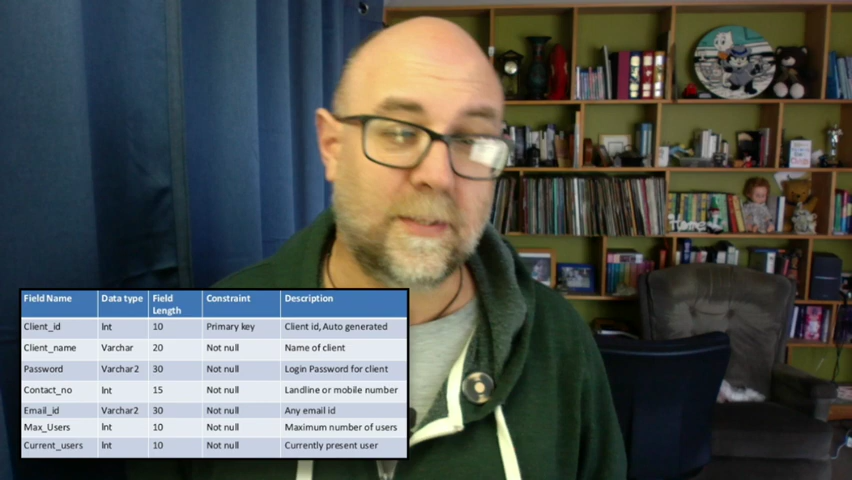 Field Name Data type Field Length Constraint Description
Client_id Int 10 Primary key Client id, Auto generated
Client_name Varchar 20 Not null Name of client
Password Varchar2 30 Not null Login Password for client
Contact_no Int 15 Not null Landline or mobile number
Email_id Varchar2 30 Not null Any email id
Max_Users Int 10 Not null Maximum number of users
Current_users Int 10 Not null Currently present user
Home